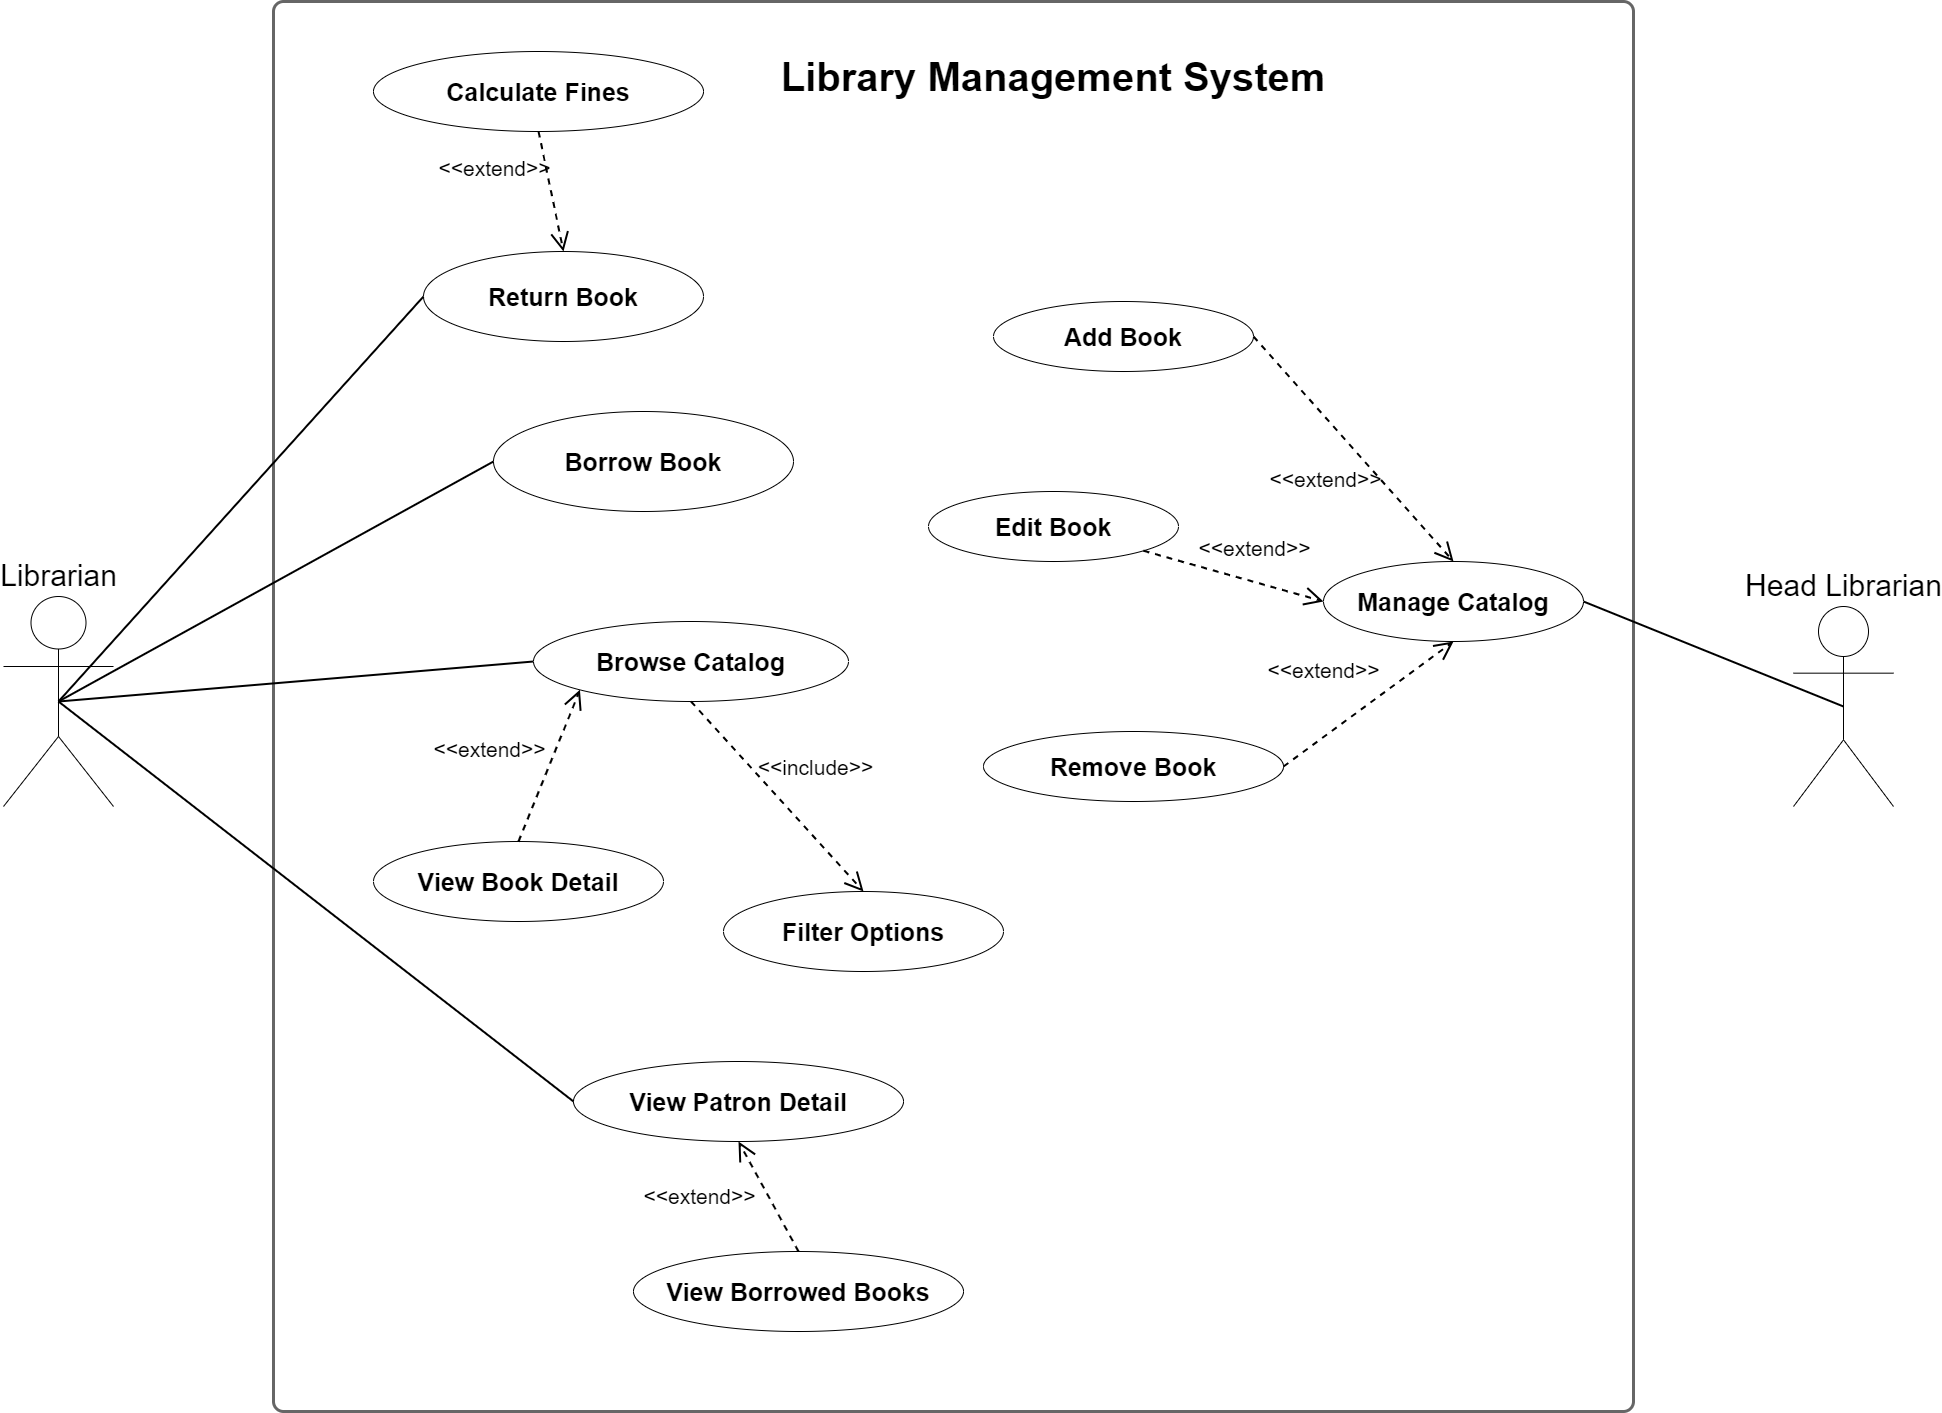 Library Management System
Calculate Fines
<<extend>>
Return Book
Add Book
Borrow Book
<<extend>>
Edit Book
<<extend>>
Librarian
Head Librarian
Manage Catalog
Browse Catalog
<<extend>>
<<extend>>
<<include>>
Remove Book
View Book Detail
Filter Options
View Patron Detail
<<extend>>
View Borrowed Books